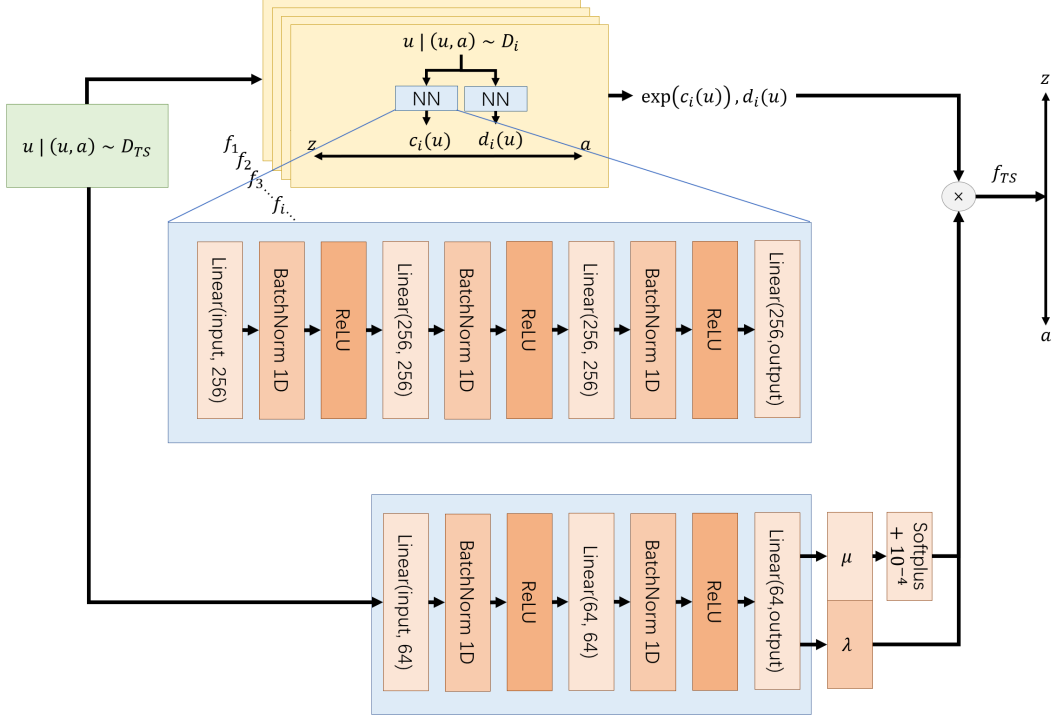 u | (u, a) ~ D_TS
u | (u, a) ~ D_i
NN
NN
c_i(u)
d_i(u)
z
a
f_1
f_2
f_3...
f_i...
exp(c_i(u)), d_i(u)
×
f_TS
z
a
Linear(input, 256)
BatchNorm 1D
ReLU
Linear(256, 256)
BatchNorm 1D
ReLU
Linear(256, 256)
BatchNorm 1D
ReLU
Linear(256,output)
Linear(input, 64)
BatchNorm 1D
ReLU
Linear(64, 64)
BatchNorm 1D
ReLU
Linear(64,output)
μ
Softplus
+ 10⁻⁴
λ